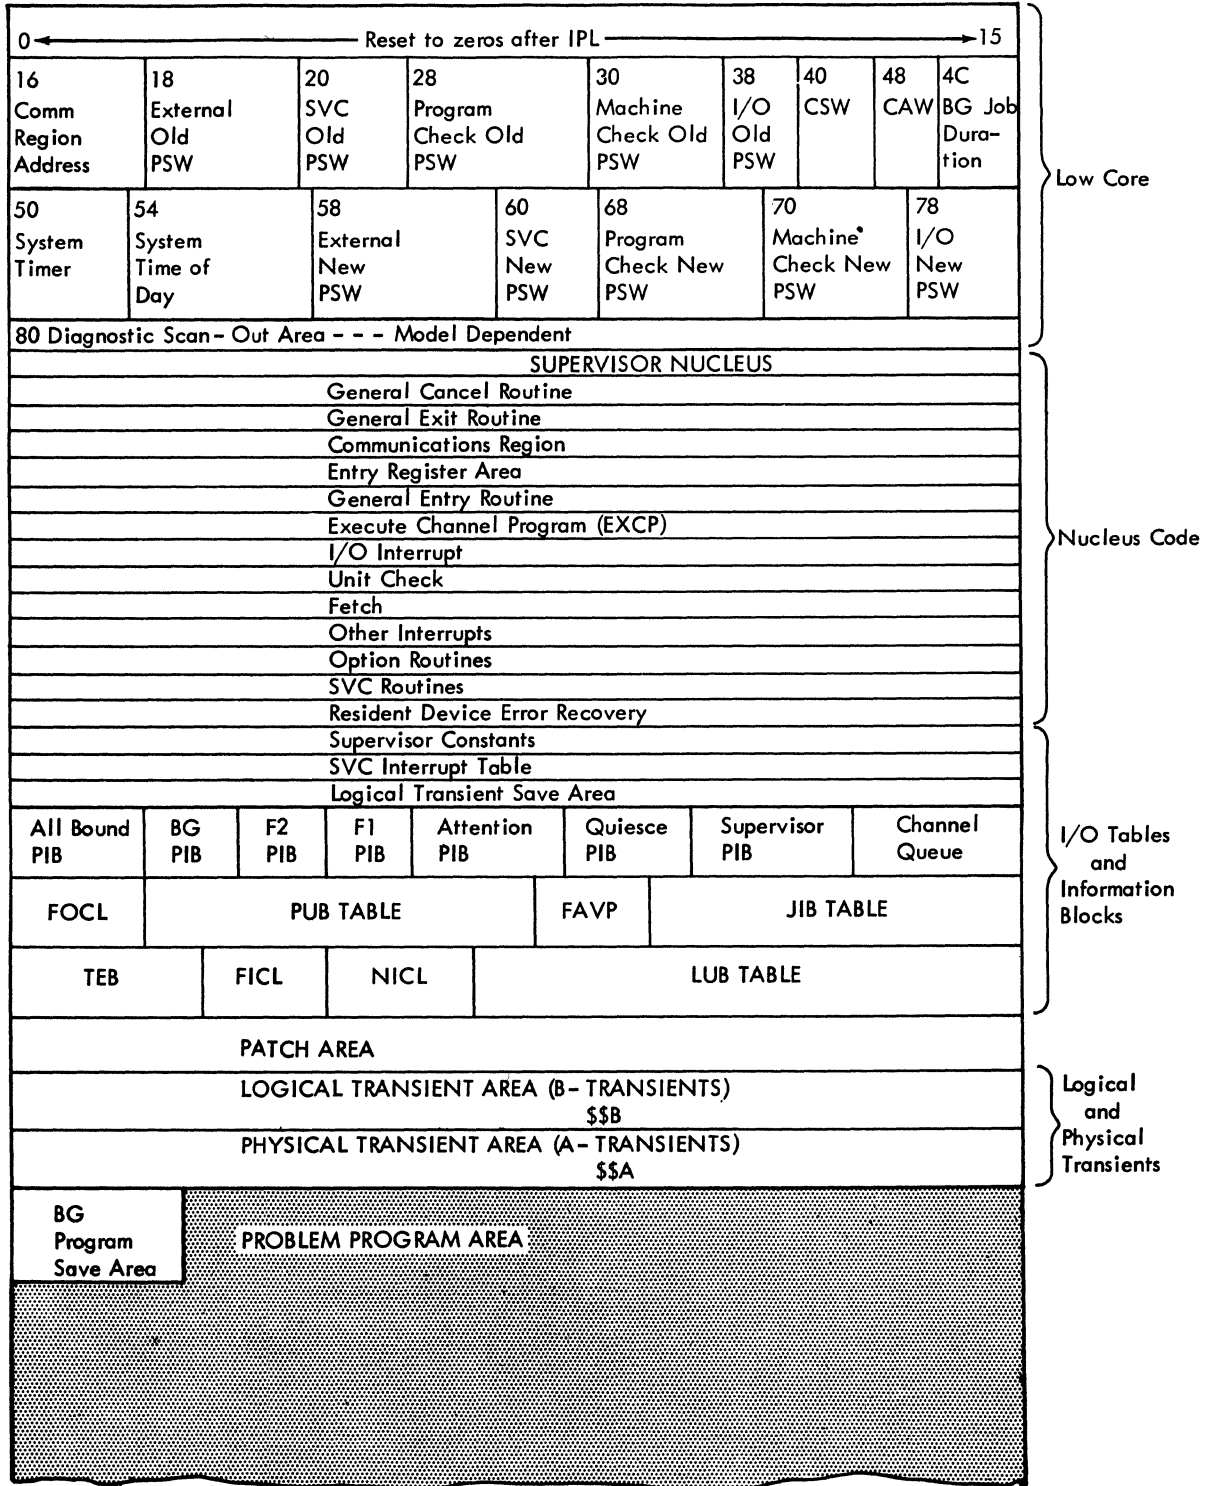 0 Reset to zeros after IPL 15
16 18 20 28 30 38 40 48 4C
Comm External SVC Program Machine I/O CSW CAW BG Job
Region Old Old Check Old Check Old Old Dura-
Address PSW PSW PSW PSW PSW tion
Low Core
50 54 58 60 68 70 78
System System External SVC Program Machine I/O
Timer Time of New New Check New Check New New
Day PSW PSW PSW PSW PSW
80 Diagnostic Scan-Out Area --- Model Dependent
SUPERVISOR NUCLEUS
General Cancel Routine
General Exit Routine
Communications Region
Entry Register Area
General Entry Routine
Execute Channel Program (EXCP)
Nucleus Code
I/O Interrupt
Unit Check
Fetch
Other Interrupts
Option Routines
SVC Routines
Resident Device Error Recovery
Supervisor Constants
SVC Interrupt Table
Logical Transient Save Area
All Bound BG F2 F1 Attention Quiesce Supervisor Channel
PIB PIB PIB PIB PIB PIB PIB Queue
I/O Tables
and
Information
Blocks
FOCL PUB TABLE FAVP JIB TABLE
TEB FICL NICL LUB TABLE
PATCH AREA
LOGICAL TRANSIENT AREA (B-TRANSIENTS)
$$B
PHYSICAL TRANSIENT AREA (A-TRANSIENTS)
$$A
Logical
and
Physical
Transients
BG
Program
Save Area
PROBLEM PROGRAM AREA